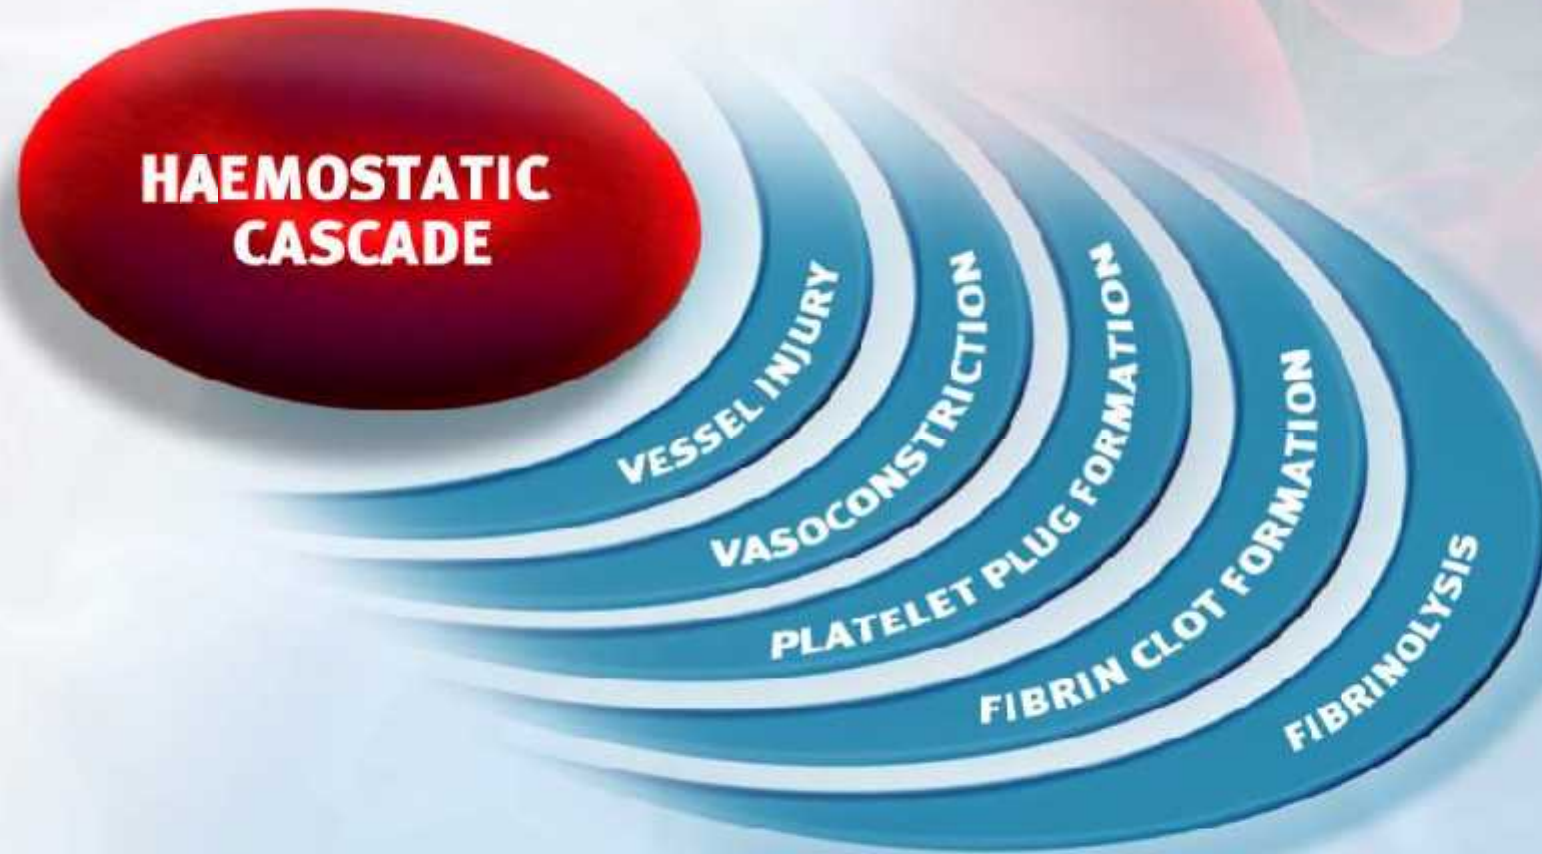 HAEMOSTATIC
CASCADE
VESSEL INJURY
VASOCONSTRICTION
PLATELET PLUG FORMATION
FIBRIN CLOT FORMATION
FIBRINOLYSIS